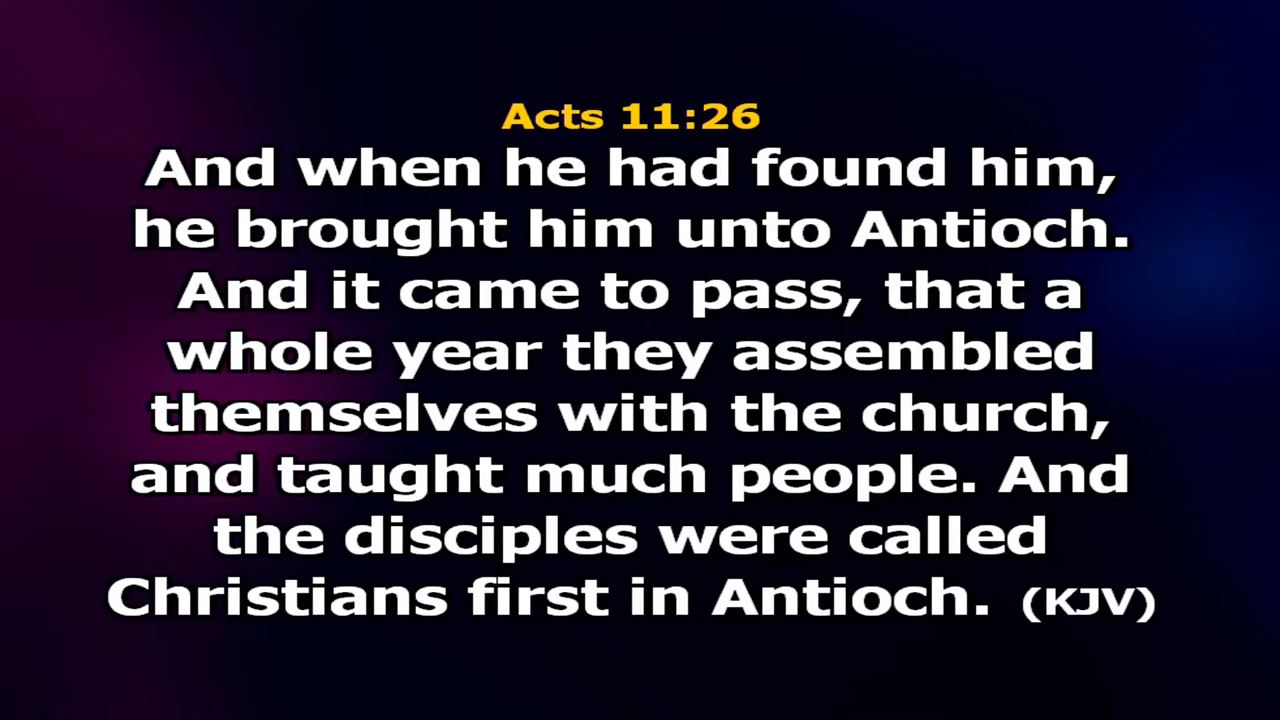 Acts 11:26
And when he had found him,
he brought him unto Antioch.
And it came to pass, that a
whole year they assembled
themselves with the church,
and taught much people. And
the disciples were called
Christians first in Antioch. (KJV)